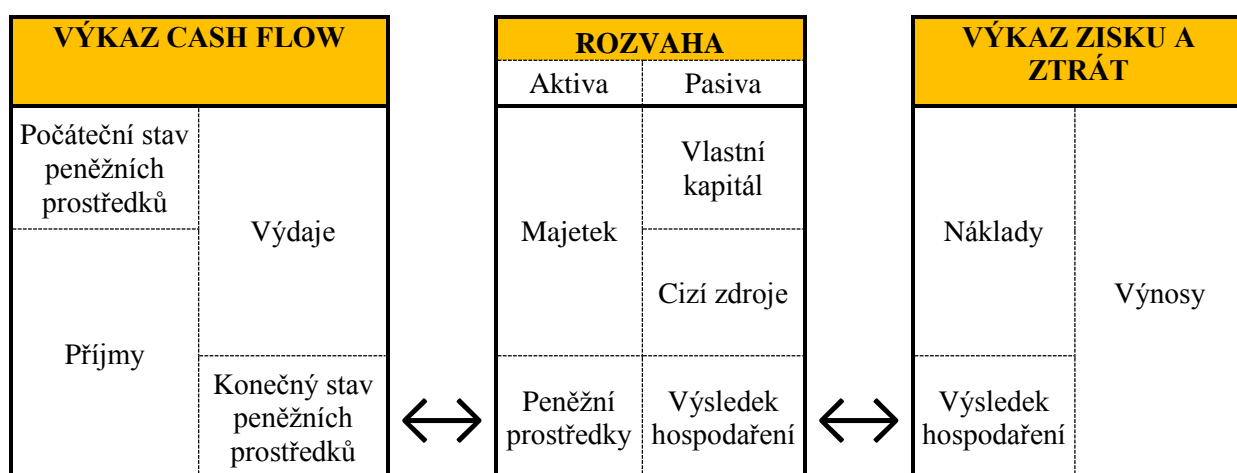 VÝKAZ CASH FLOW
Počáteční stav
peněžních
prostředků
Výdaje
Příjmy
Konečný stav
peněžních
prostředků
ROZVAHA
Aktiva
Pasiva
Majetek
Vlastní
kapitál
Cizí zdroje
Peněžní
prostředky
Výsledek
hospodaření
VÝKAZ ZISKU A
ZTRÁT
Náklady
Výnosy
Výsledek
hospodaření